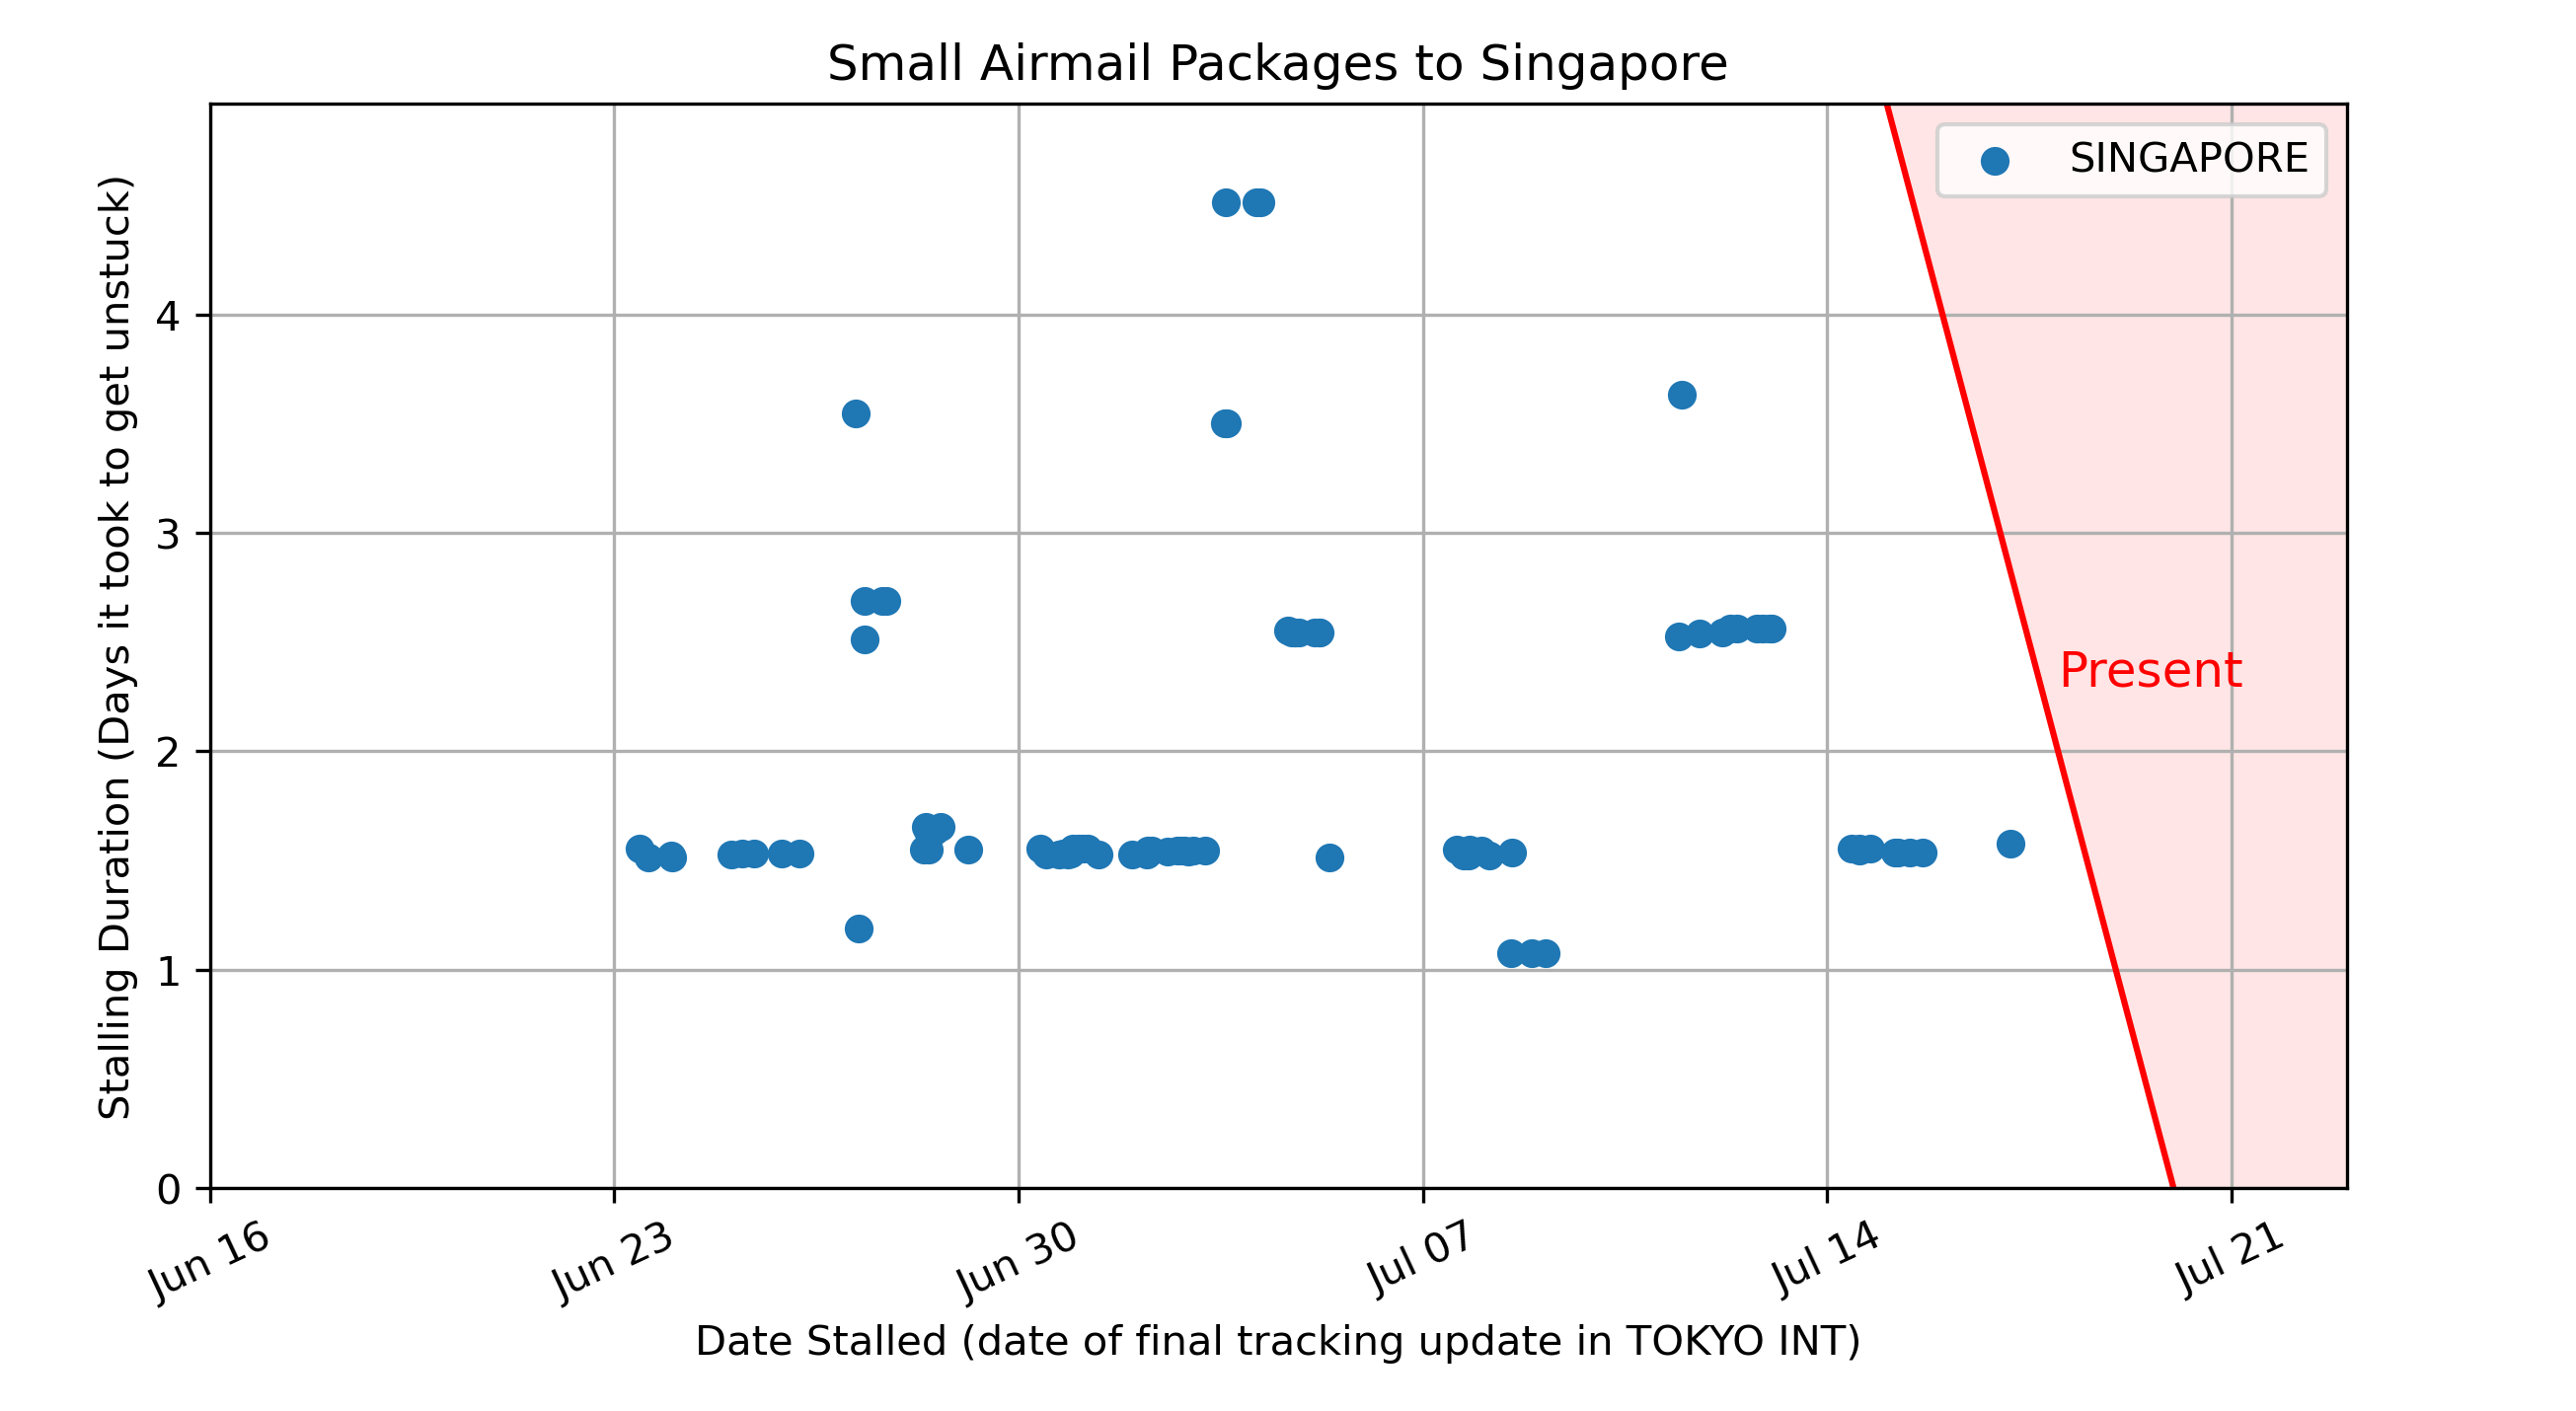 Small Airmail Packages to Singapore
SINGAPORE
Stalling Duration (Days it took to get unstuck)
4
3
2
1
0
Present
Jun 16
Jun 23
Jun 30
Jul 07
Jul 14
Jul 21
Date Stalled (date of final tracking update in TOKYO INT)